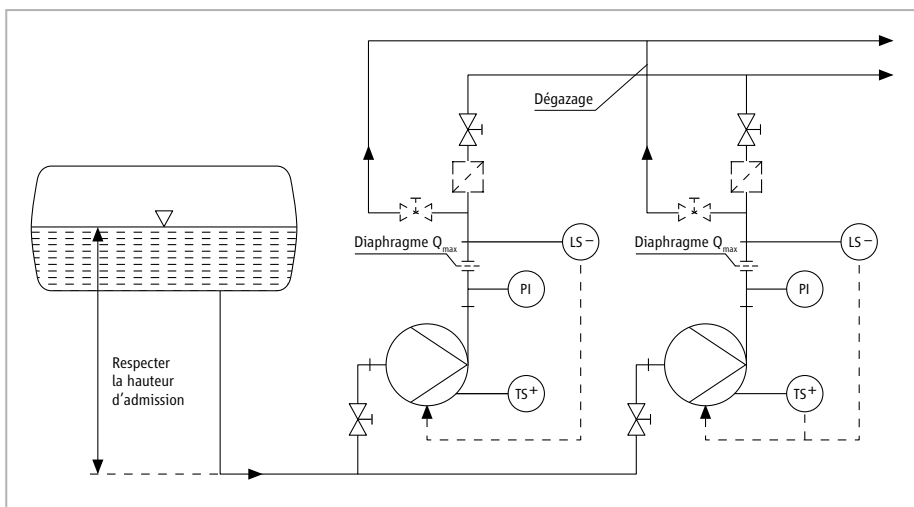 Dégazage
Diaphragme Qmax
LS−
Diaphragme Qmax
LS−
PI
PI
Respecter
la hauteur
d'admission
TS+
TS+